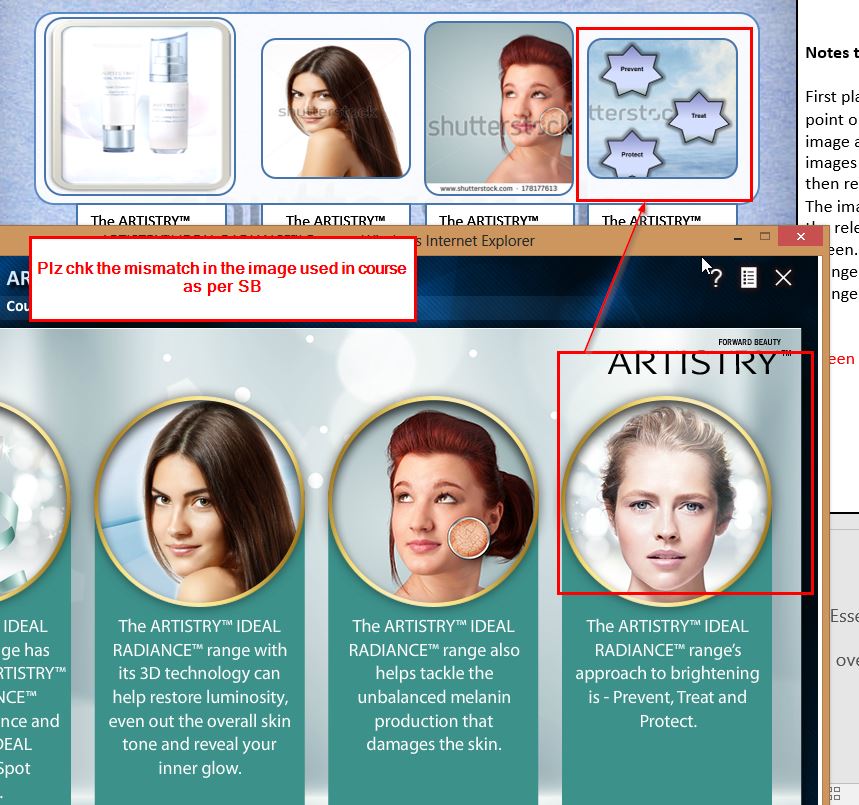 Prevent
Treat
Protect
shutterstock
shutterstock
www.shutterstock.com · 178177613
The ARTISTRY™
The ARTISTRY™
The ARTISTRY™
The ARTISTRY™
Notes t
First pla
point o
image a
images
then re
The ima
rele
een.
nge
nge
een
Internet Explorer
Plz chk the mismatch in the image used in course
as per SB
AR
Cou
FORWARD BEAUTY
ARTISTRY™
IDEAL
ge has
RTISTRY™
NCE™
nce and
DEAL
Spot
.
The ARTISTRY™ IDEAL
RADIANCE™ range with
its 3D technology can
help restore luminosity,
even out the overall skin
tone and reveal your
inner glow.
The ARTISTRY™ IDEAL
RADIANCE™ range also
helps tackle the
unbalanced melanin
production that
damages the skin.
The ARTISTRY™ IDEAL
RADIANCE™ range's
approach to brightening
is - Prevent, Treat and
Protect.
Esse
ove